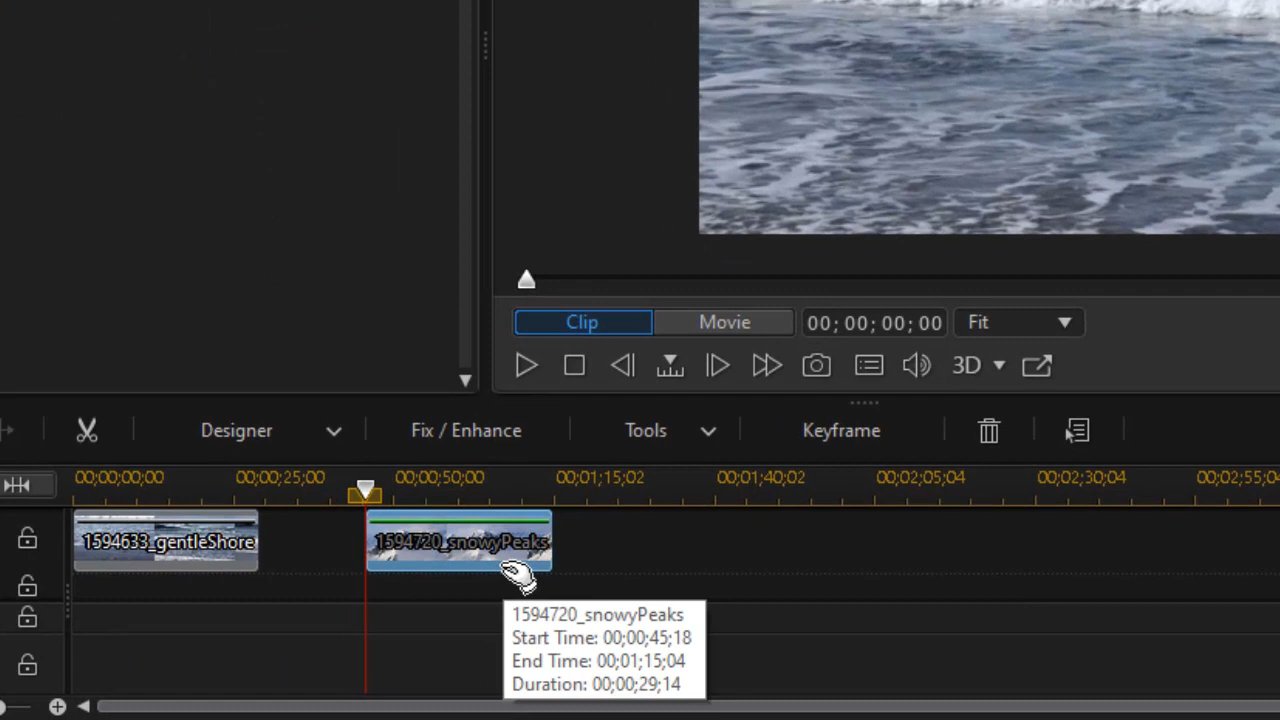 Clip
Movie
00; 00; 00; 00
Fit
3D
Designer
Fix / Enhance
Tools
Keyframe
00;00;00;00
00;00;25;00
00;00;50;00
00;01;15;02
00;01;40;02
00;02;05;04
00;02;30;04
00;02;55;0
1594633_gentleShore
1594720_snowyPeaks
1594720_snowyPeaks
Start Time: 00;00;45;18
End Time: 00;01;15;04
Duration: 00;00;29;14